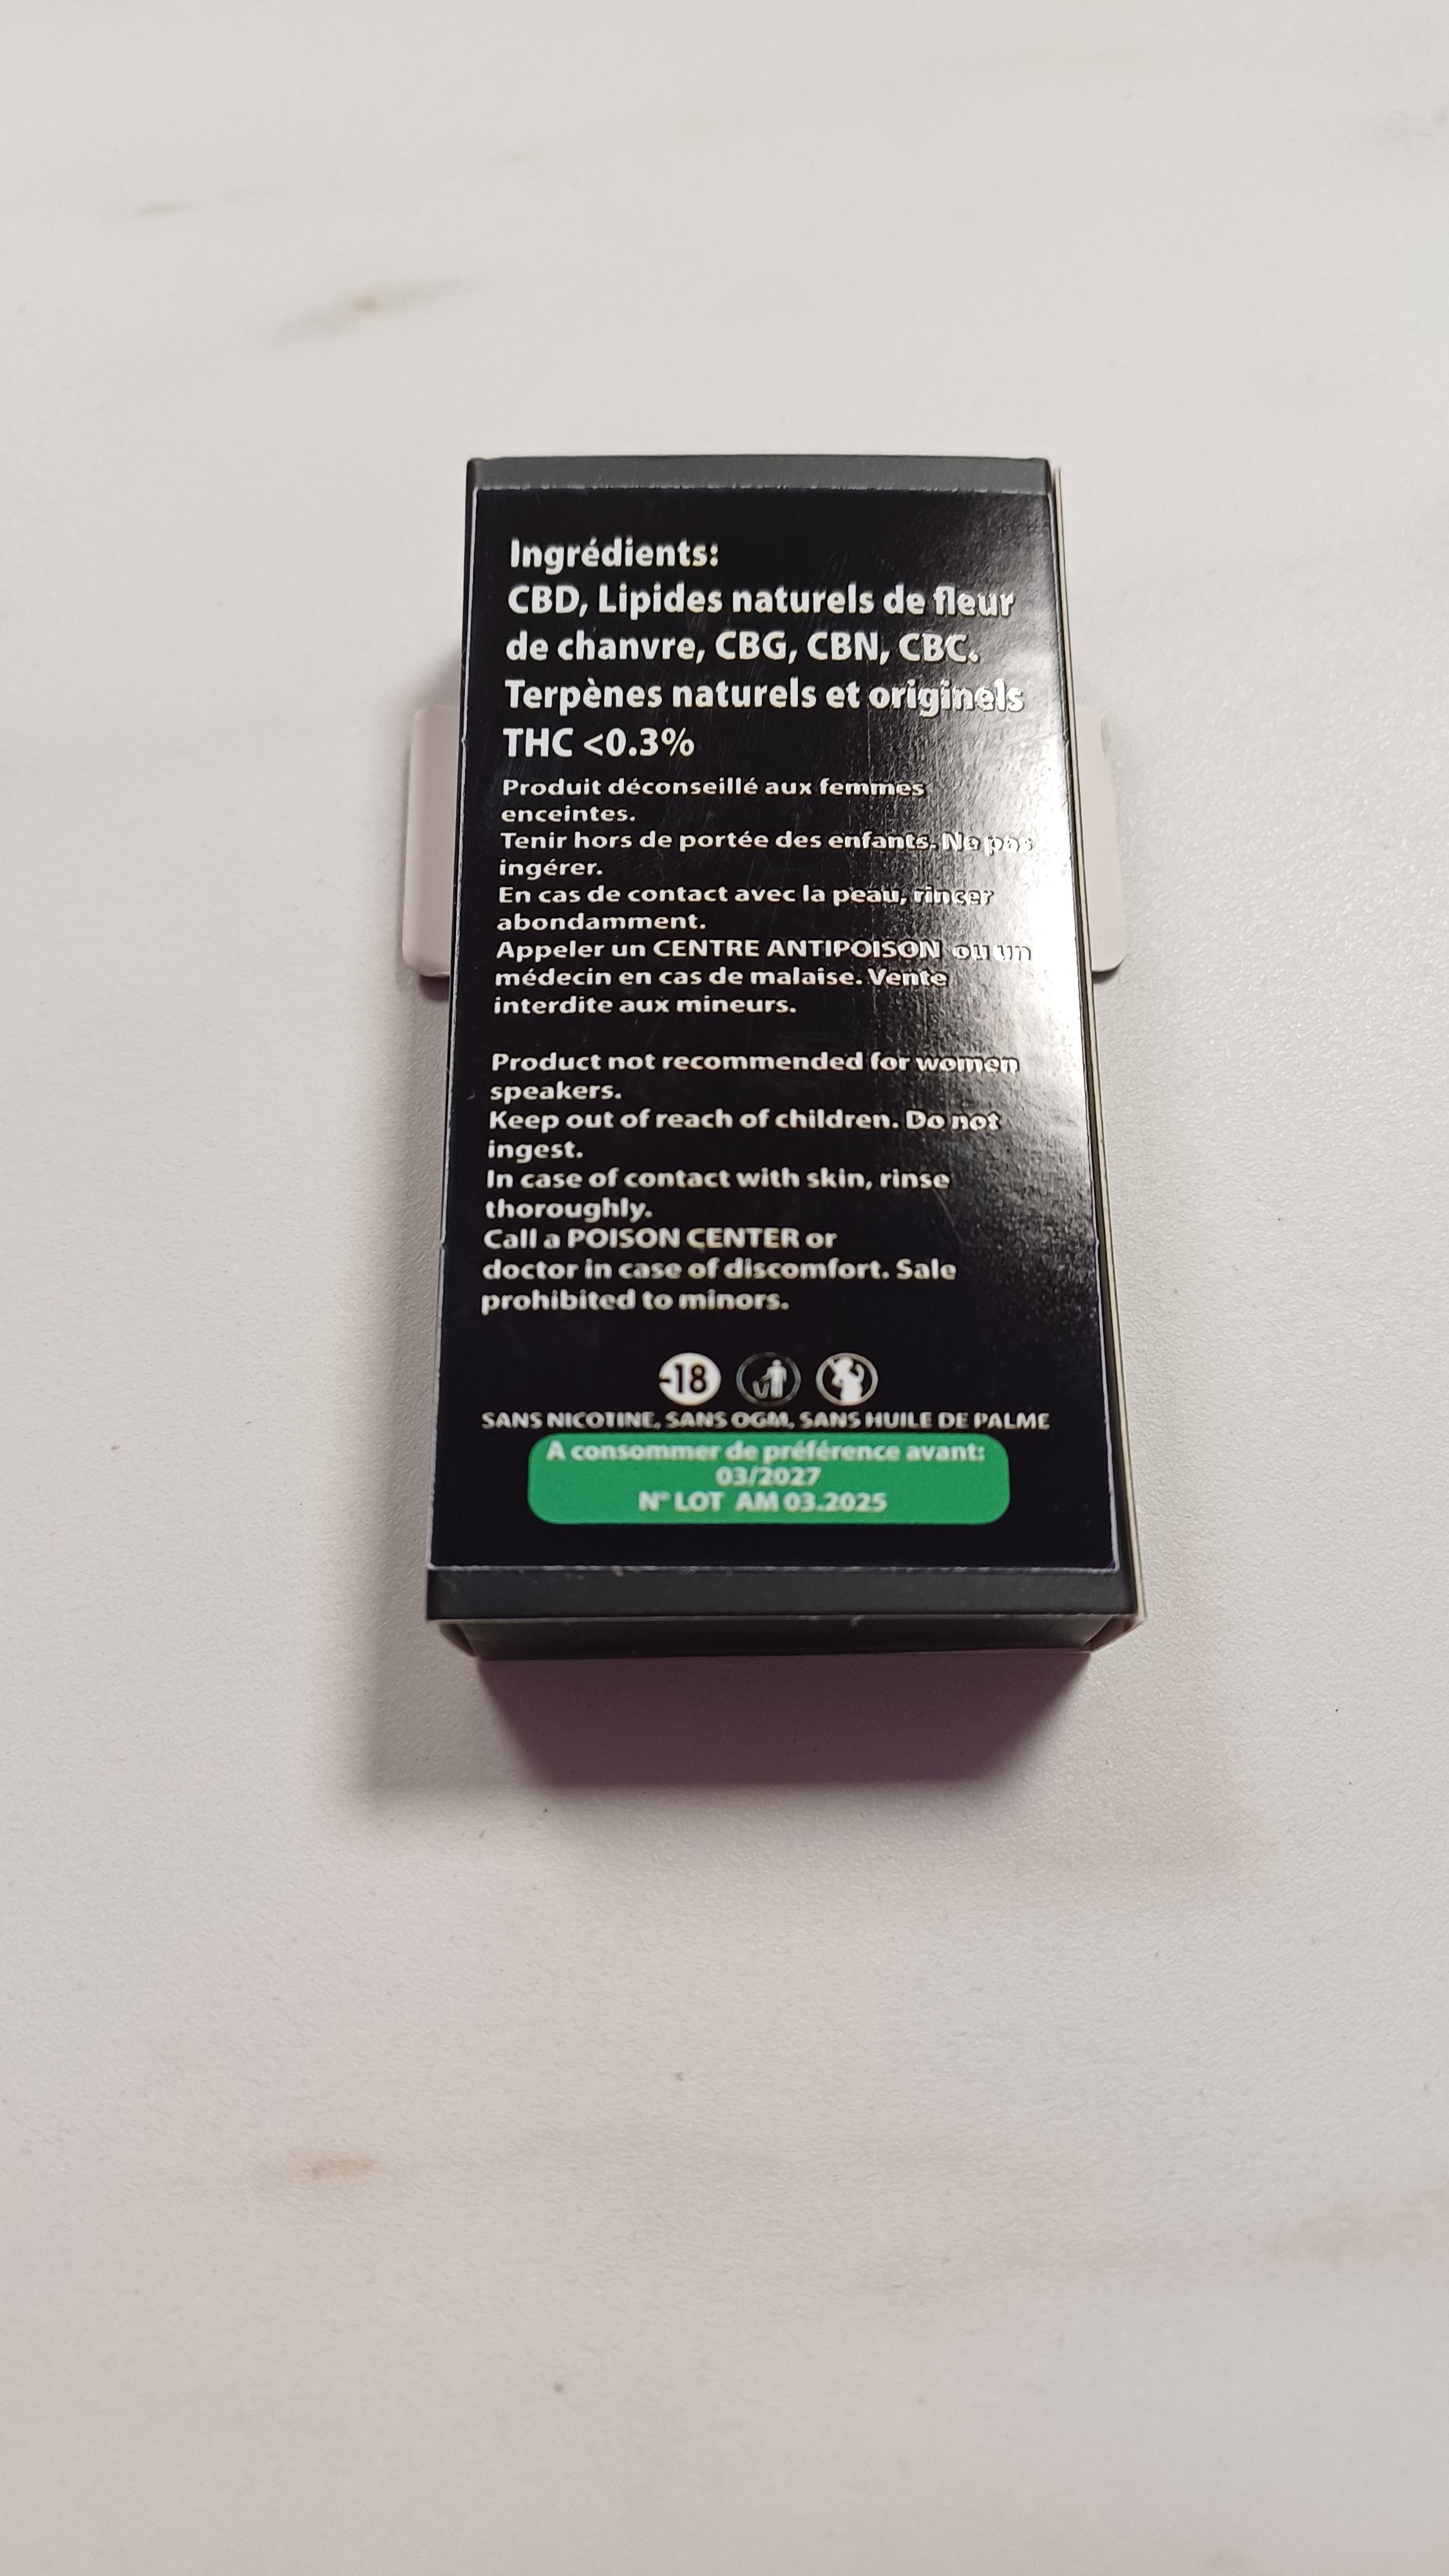 Ingrédients:
CBD, Lipides naturels de fleur
de chanvre, CBG, CBN, CBC.
Terpènes naturels et originels
THC <0.3%
Produit déconseillé aux femmes
enceintes.
Tenir hors de portée des enfants. Ne pas
ingérer.
En cas de contact avec la peau, rincer
abondamment.
Appeler un CENTRE ANTIPOISON ou un
médecin en cas de malaise. Vente
interdite aux mineurs.
Product not recommended for women
speakers.
Keep out of reach of children. Do not
ingest.
In case of contact with skin, rinse
thoroughly.
Call a POISON CENTER or
doctor in case of discomfort. Sale
prohibited to minors.
-18
SANS NICOTINE, SANS OGM, SANS HUILE DE PALME
A consommer de préférence avant:
03/2027
N° LOT AM 03.2025